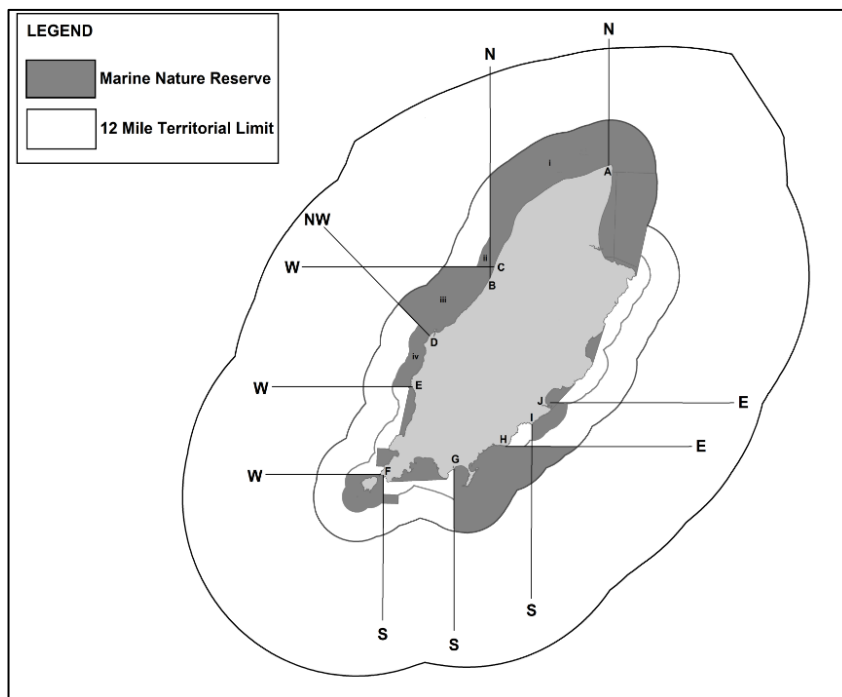 LEGEND
Marine Nature Reserve
12 Mile Territorial Limit
N
N
i
A
NW
ii
W
C
B
iii
D
iv
W
E
J
E
I
H
E
G
W
F
S
S
S